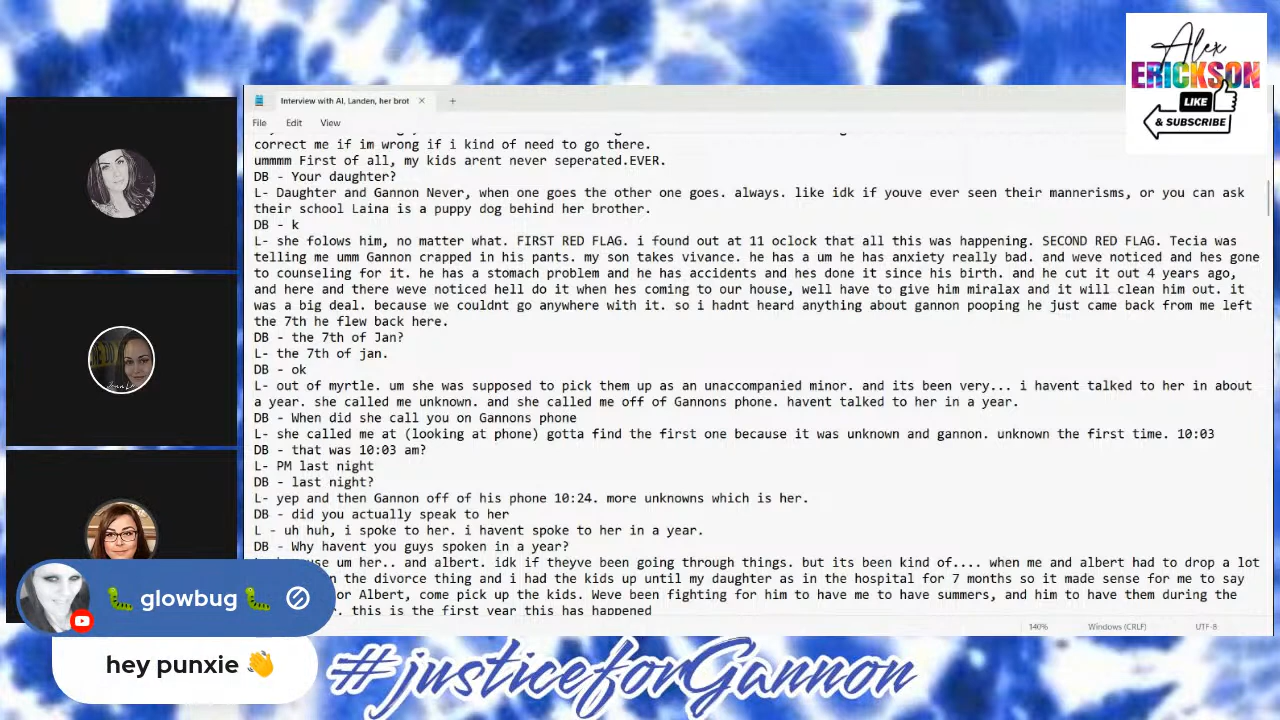 Alex
ERICKSON
LIKE
& SUBSCRIBE
Interview with AI, Landen, her brot
File Edit View
correct me if im wrong if i kind of need to go there.
ummmm First of all, my kids arent never seperated.EVER.
DB - Your daughter?
L- Daughter and Gannon Never, when one goes the other one goes. always. like idk if youve ever seen their mannerisms, or you can ask
their school Laina is a puppy dog behind her brother.
DB - k
L- she folows him, no matter what. FIRST RED FLAG. i found out at 11 oclock that all this was happening. SECOND RED FLAG. Tecia was
telling me umm Gannon crapped in his pants. my son takes vivance. he has a um he has anxiety really bad. and weve noticed and hes gone
to counseling for it. he has a stomach problem and he has accidents and hes done it since his birth. and he cut it out 4 years ago,
and here and there weve noticed hell do it when hes coming to our house, well have to give him miralax and it will clean him out. it
was a big deal. because we couldnt go anywhere with it. so i hadnt heard anything about gannon pooping he just came back from me left
the 7th he flew back here.
DB - the 7th of Jan?
L- the 7th of jan.
DB - ok
L- out of myrtle. um she was supposed to pick them up as an unaccompanied minor. and its been very... i havent talked to her in about
a year. she called me unknown. and she called me off of Gannons phone. havent talked to her in a year.
DB - When did she call you on Gannons phone
L- she called me at (looking at phone) gotta find the first one because it was unknown and gannon. unknown the first time. 10:03
DB - that was 10:03 am?
L- PM last night
DB - last night?
L- yep and then Gannon off of his phone 10:24. more unknowns which is her.
DB - did you actually speak to her
L - uh huh, i spoke to her. i havent spoke to her in a year.
DB - Why havent you guys spoken in a year?
um her.. and albert. idk if theyve been going through things. but its been kind of.... when me and albert had to drop a lot
the divorce thing and i had the kids up until my daughter as in the hospital for 7 months so it made sense for me to say
Albert, come pick up the kids. Weve been fighting for him to have me to have summers, and him to have them during the
this is the first year this has happened
140% Windows (CRLF) UTF-8
glowbug
hey punxie
#justiceforGannon